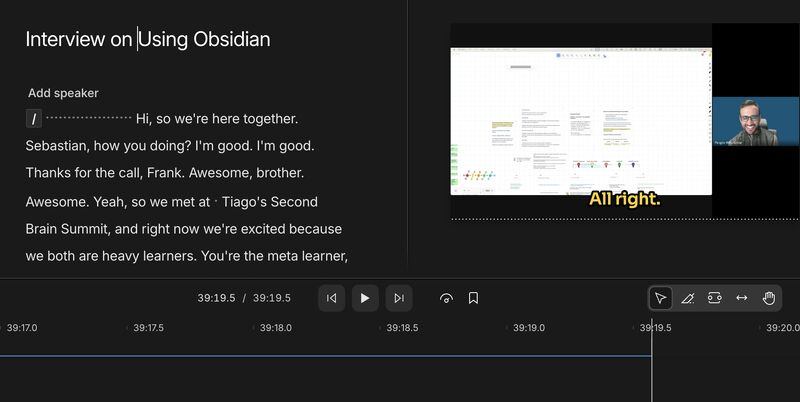 Interview on Using Obsidian
Add speaker
/ Hi, so we're here together.
Sebastian, how you doing? I'm good. I'm good.
Thanks for the call, Frank. Awesome, brother.
Awesome. Yeah, so we met at · Tiago's Second
Brain Summit, and right now we're excited because
we both are heavy learners. You're the meta learner,
All right.
39:19.5 / 39:19.5
39:17.0 39:17.5 39:18.0 39:18.5 39:19.0 39:19.5 39:20.0